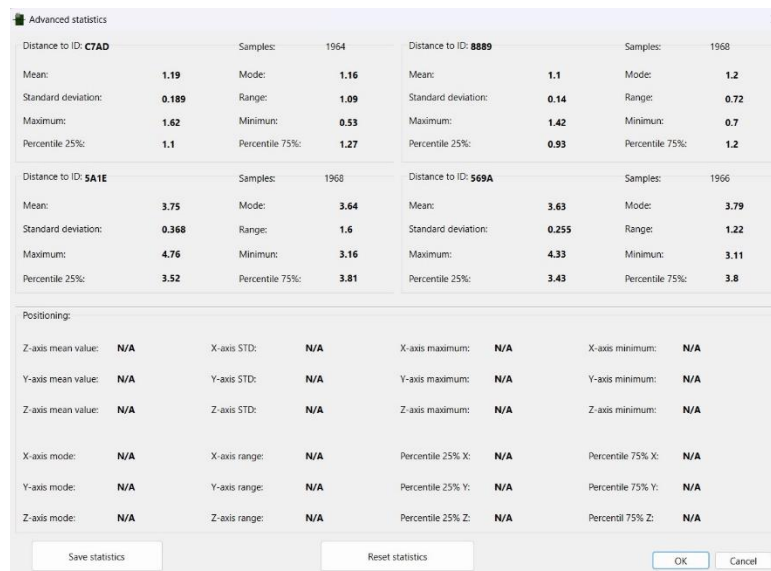 Advanced statistics
Distance to ID: C7AD Samples: 1964 Distance to ID: 8889 Samples: 1968
Mean: 1.19 Mode: 1.16 Mean: 1.1 Mode: 1.2
Standard deviation: 0.189 Range: 1.09 Standard deviation: 0.14 Range: 0.72
Maximum: 1.62 Minimun: 0.53 Maximum: 1.42 Minimun: 0.7
Percentile 25%: 1.1 Percentile 75%: 1.27 Percentile 25%: 0.93 Percentile 75%: 1.2
Distance to ID: 5A1E Samples: 1968 Distance to ID: 569A Samples: 1966
Mean: 3.75 Mode: 3.64 Mean: 3.63 Mode: 3.79
Standard deviation: 0.368 Range: 1.6 Standard deviation: 0.255 Range: 1.22
Maximum: 4.76 Minimun: 3.16 Maximum: 4.33 Minimun: 3.11
Percentile 25%: 3.52 Percentile 75%: 3.81 Percentile 25%: 3.43 Percentile 75%: 3.8
Positioning:
Z-axis mean value: N/A X-axis STD: N/A X-axis maximum: N/A X-axis minimum: N/A
Y-axis mean value: N/A Y-axis STD: N/A Y-axis maximum: N/A Y-axis minimum: N/A
Z-axis mean value: N/A Z-axis STD: N/A Z-axis maximum: N/A Z-axis minimum: N/A
X-axis mode: N/A X-axis range: N/A Percentile 25% X: N/A Percentile 75% X: N/A
Y-axis mode: N/A Y-axis range: N/A Percentile 25% Y: N/A Percentile 75% Y: N/A
Z-axis mode: N/A Z-axis range: N/A Percentile 25% Z: N/A Percentil 75% Z: N/A
Save statistics Reset statistics OK Cancel